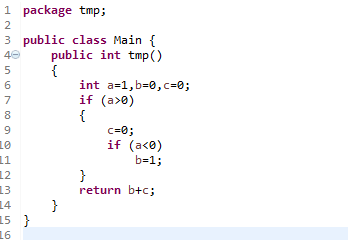 1 package tmp;
2
3 public class Main {
4 public int tmp()
5 {
6 int a=1,b=0,c=0;
7 if (a>0)
8 {
9 c=0;
10 if (a<0)
11 b=1;
12 }
13 return b+c;
14 }
15 }
16